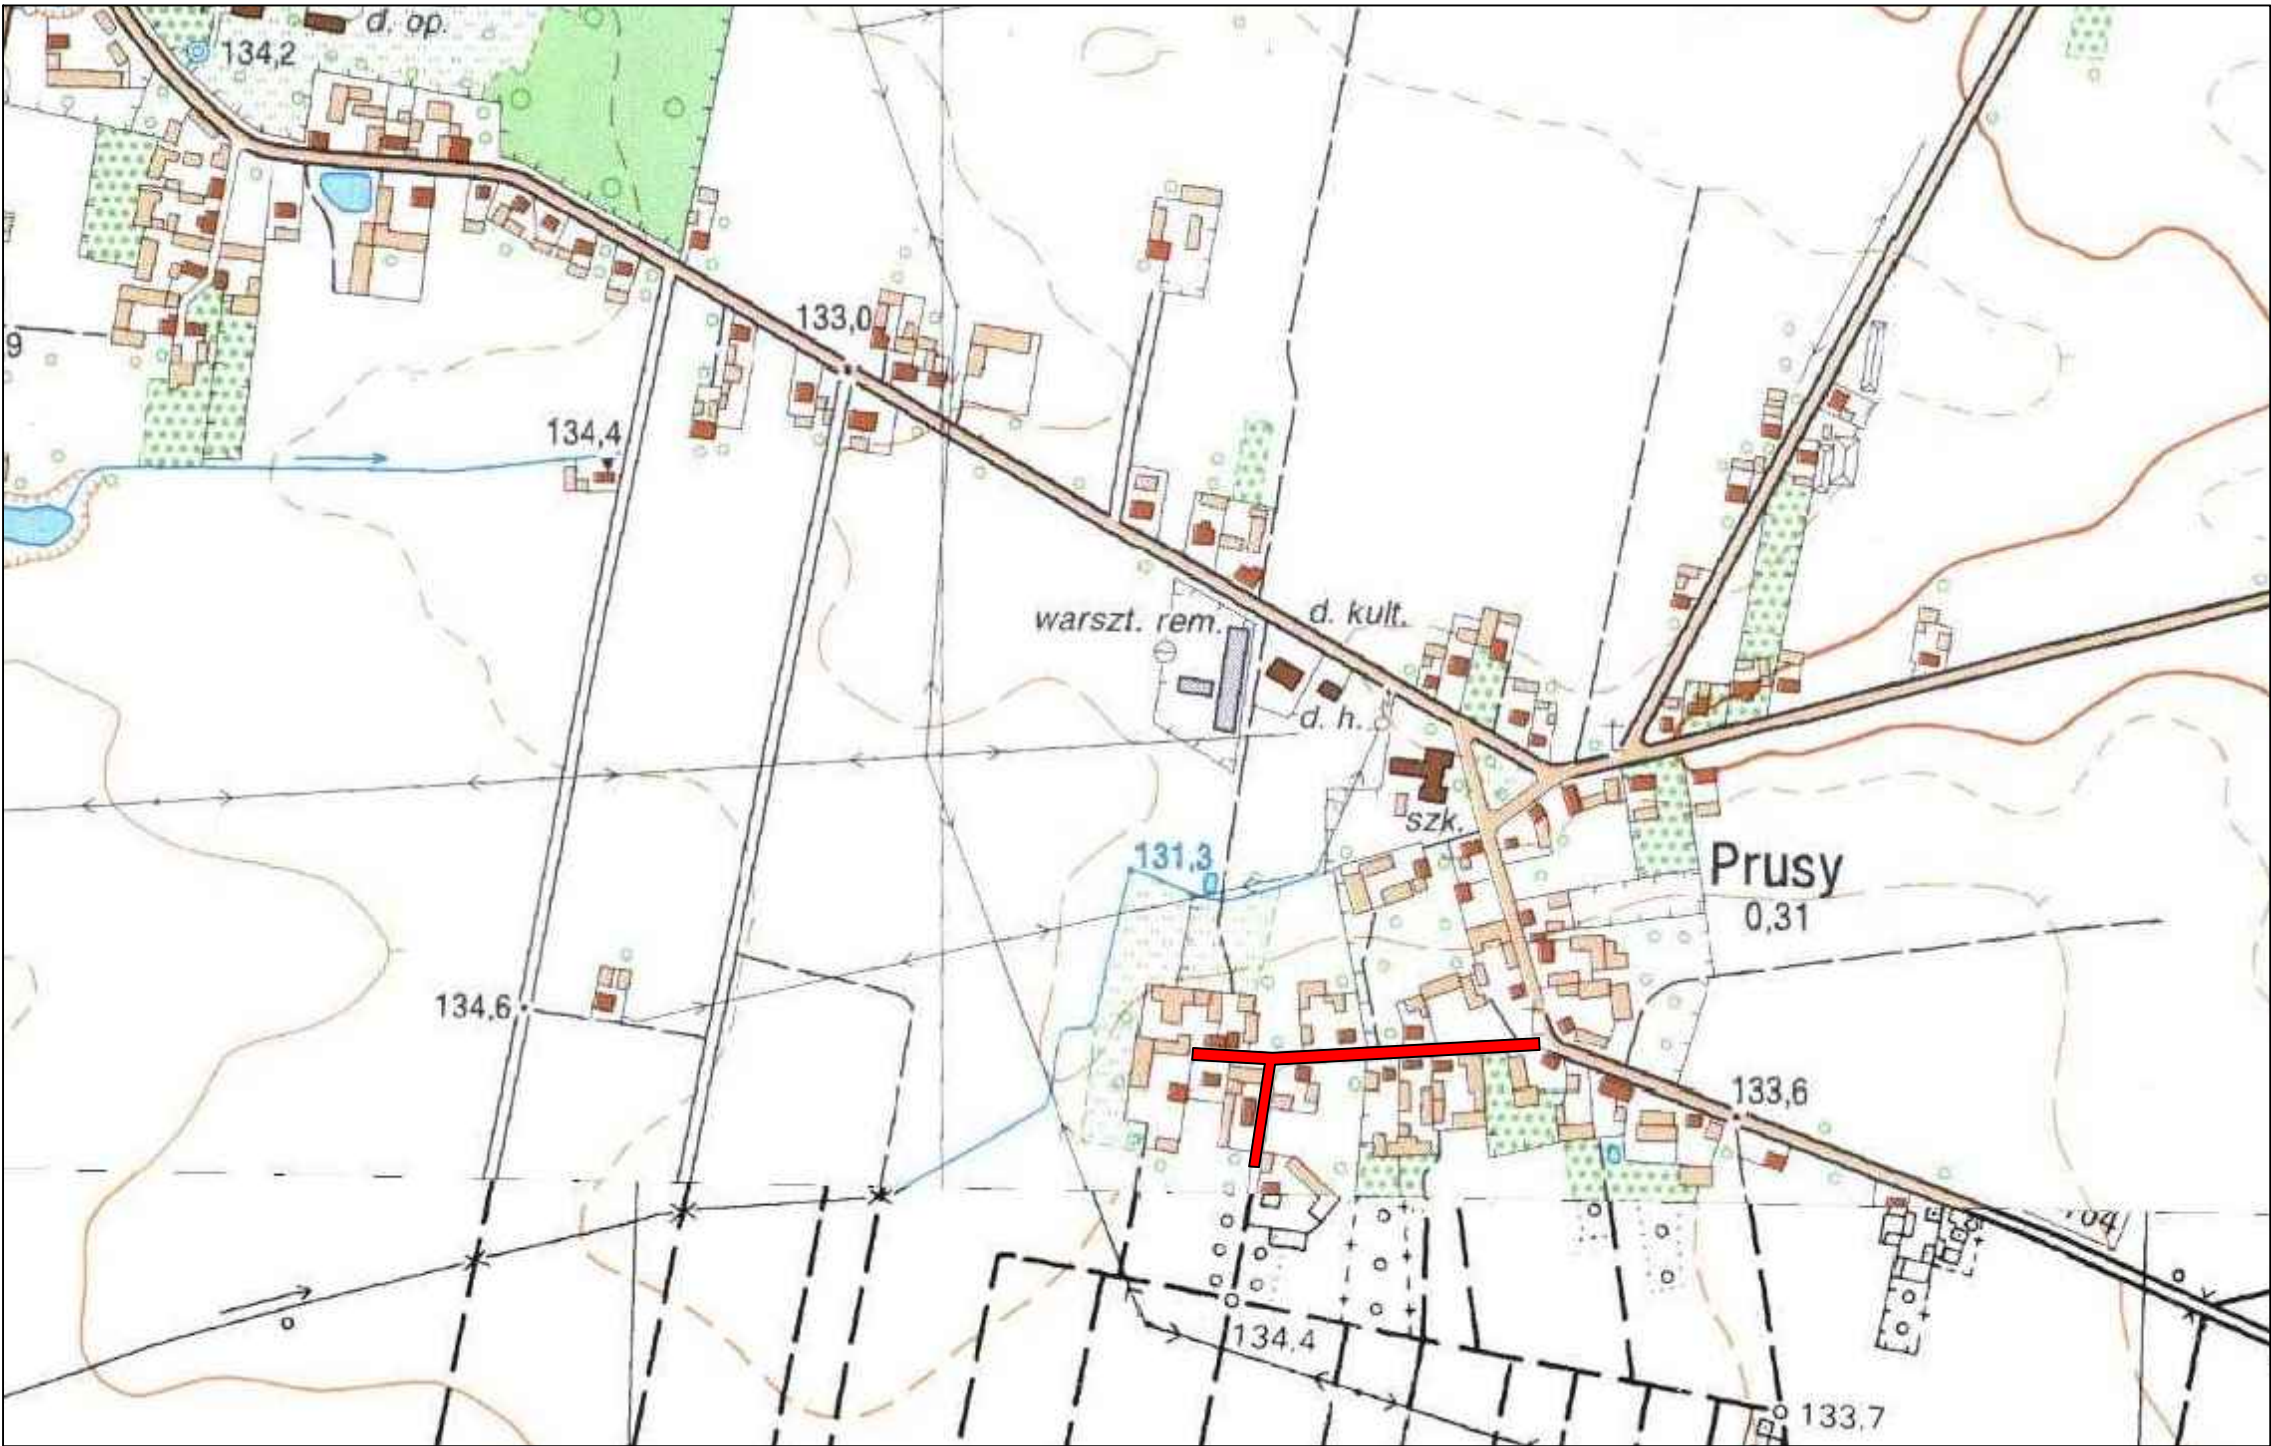 d. op.
134,2
133,0
9
134,4
warszt. rem.
d. kult.
d. h.
szk.
131,3
Prusy
0,31
134,6
133,6
134,4
133,7